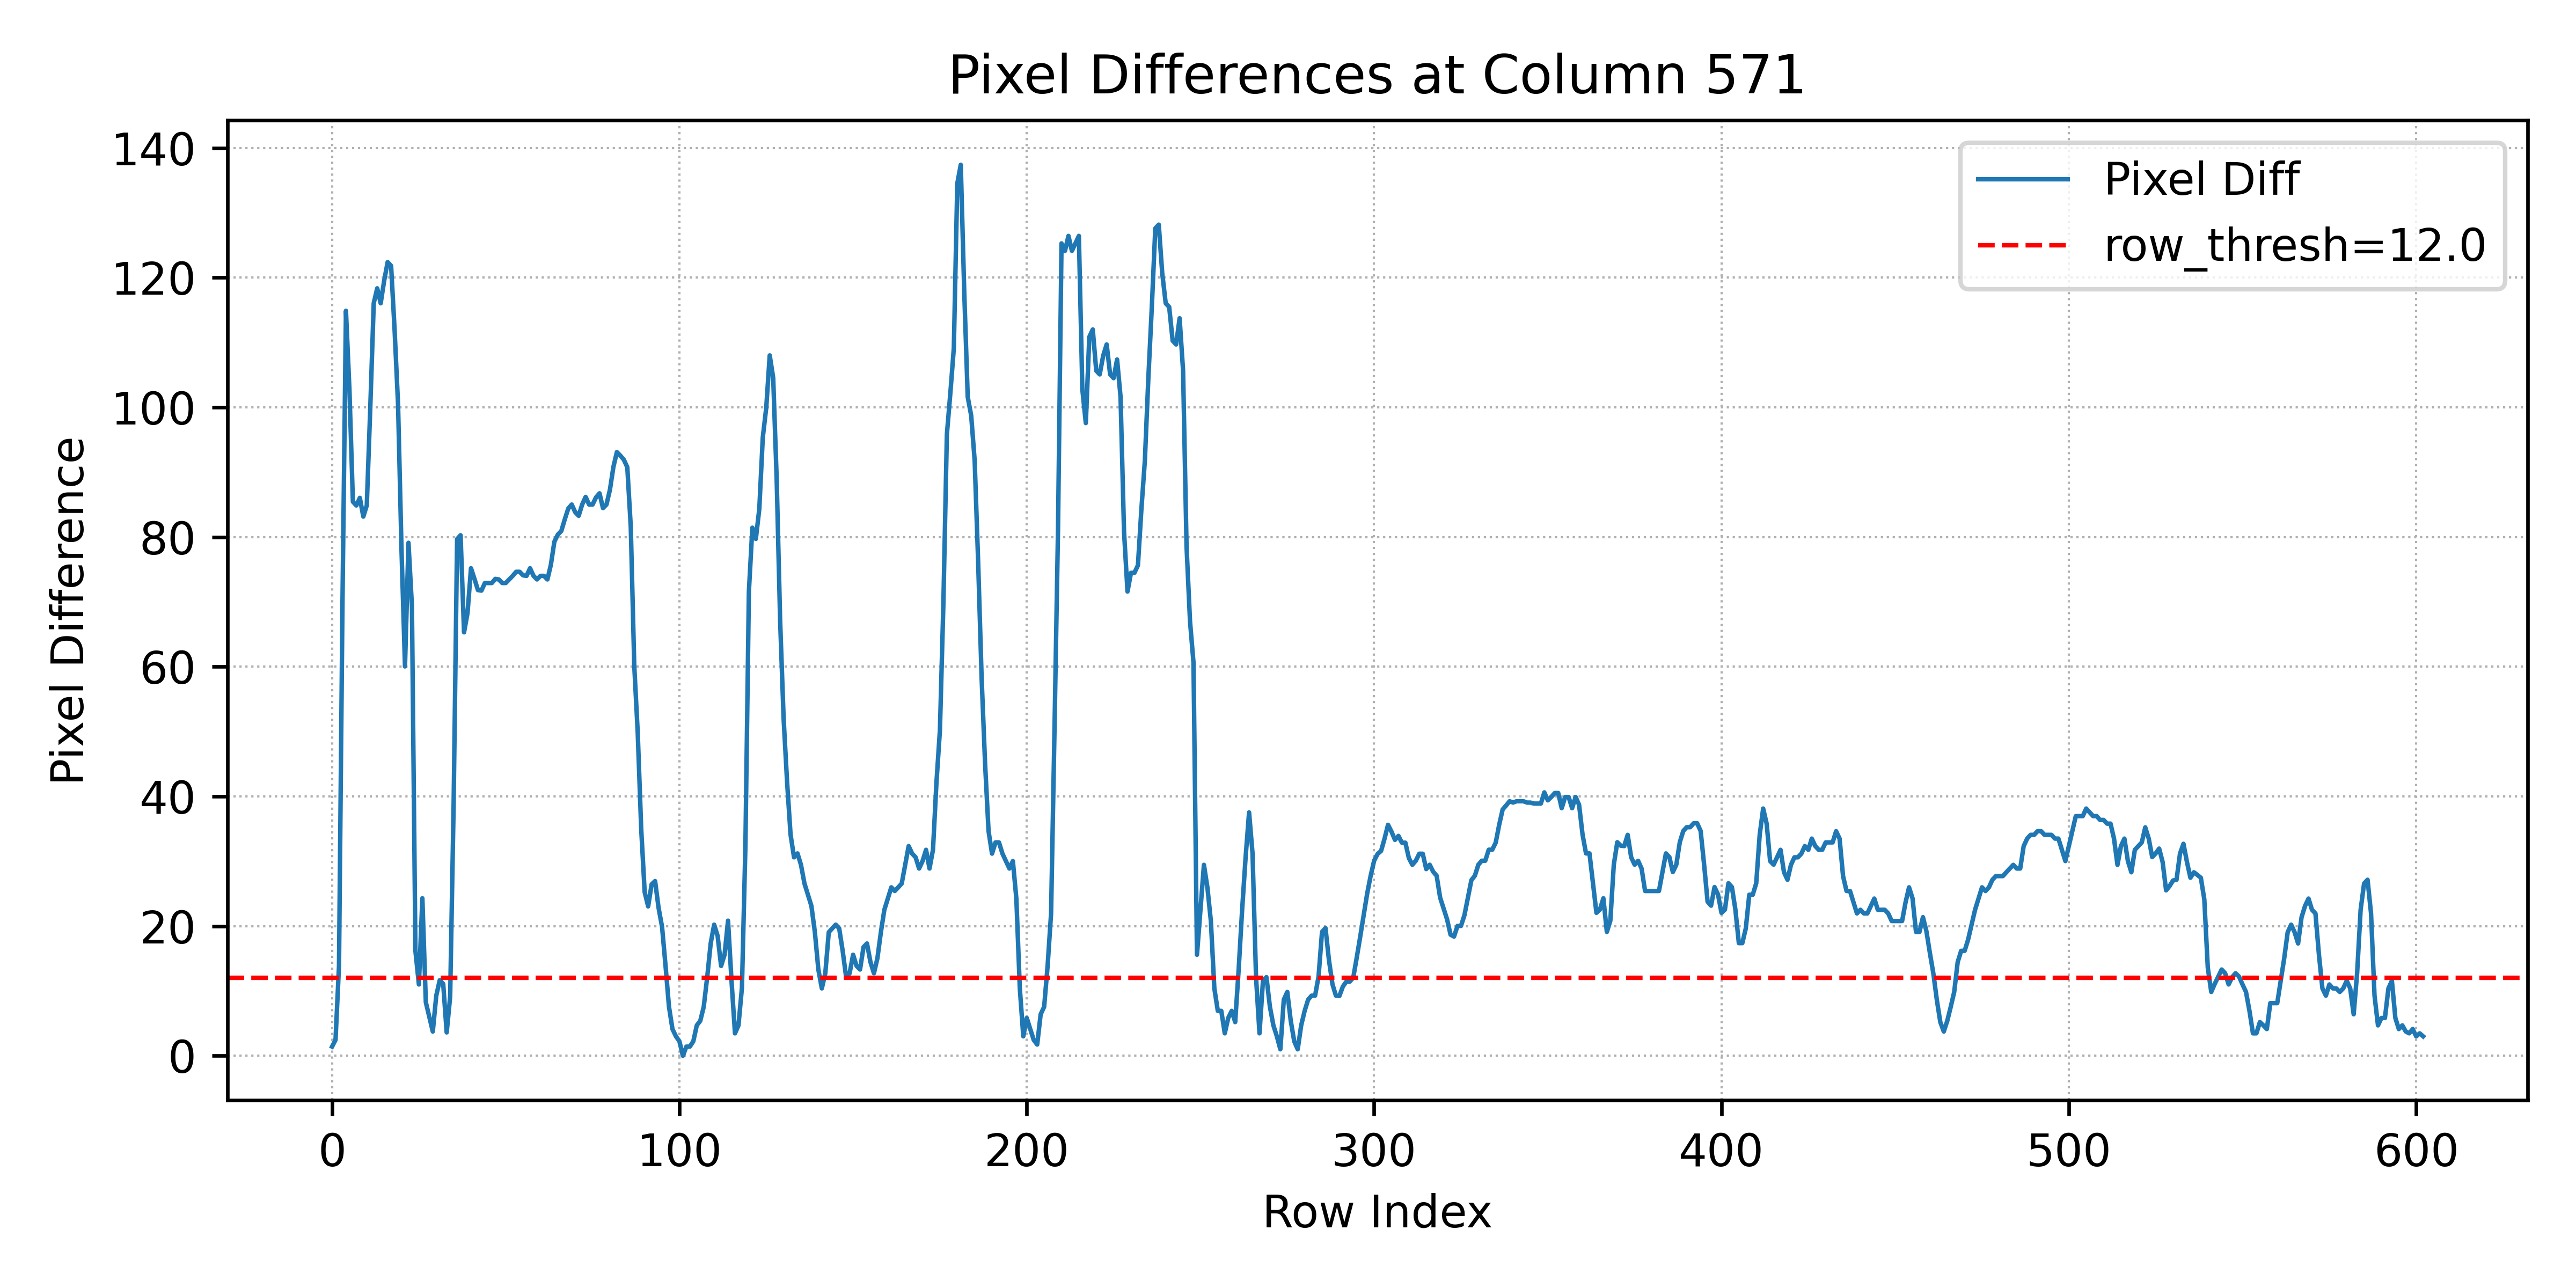 Pixel Differences at Column 571
140
120
100
80
60
40
20
0
Pixel Difference
Pixel Diff
row_thresh=12.0
0 100 200 300 400 500 600
Row Index